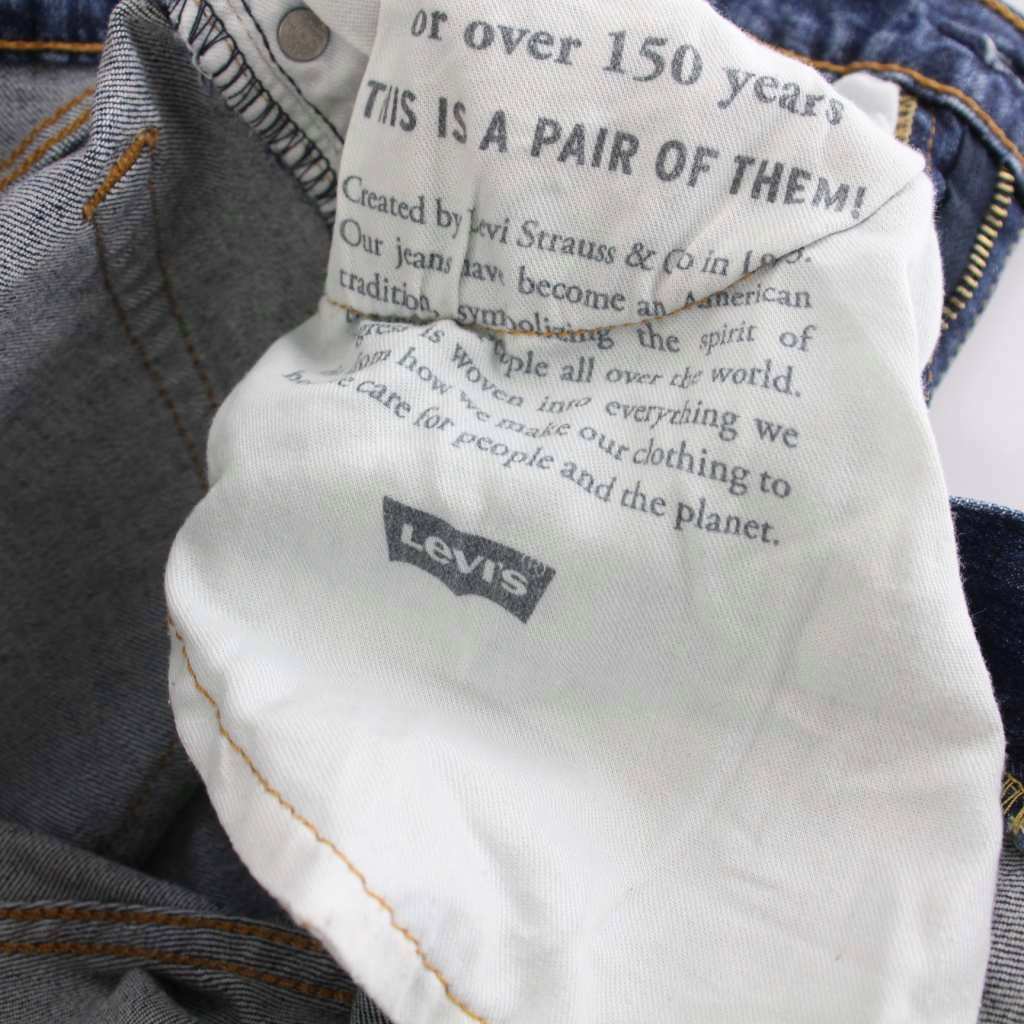 or over 150 years
THIS IS A PAIR OF THEM!
Created by Levi Strauss & Co in
Our jeans have become an American
tradition, symbolizing the spirit of
people all over the world.
is woven into everything we
from how we make our clothing to
we care for people and the planet.
Levi's®